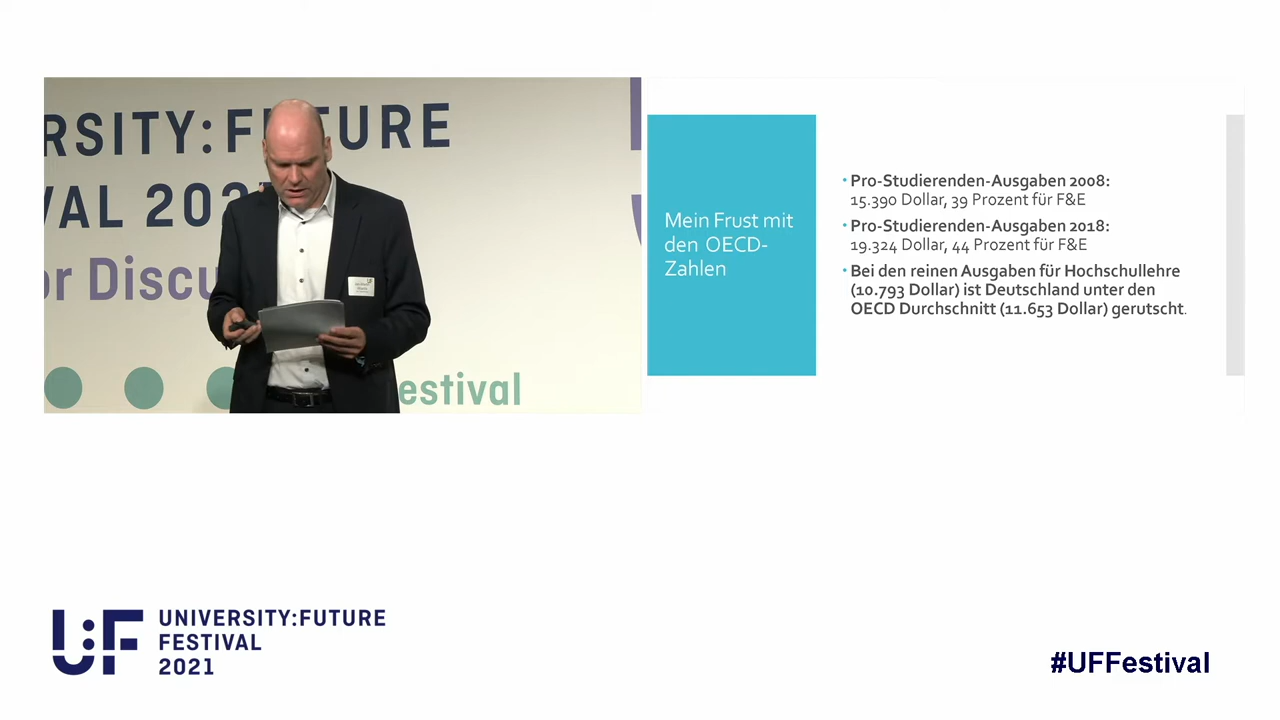 RSITY:FUTURE
VAL 202
or Discu
estival
Mein Frust mit
den OECD-
Zahlen
• Pro-Studierenden-Ausgaben 2008:
15.390 Dollar, 39 Prozent für F&E
• Pro-Studierenden-Ausgaben 2018:
19.324 Dollar, 44 Prozent für F&E
• Bei den reinen Ausgaben für Hochschullehre
(10.793 Dollar) ist Deutschland unter den
OECD Durchschnitt (11.653 Dollar) gerutscht.
U:F
UNIVERSITY:FUTURE
FESTIVAL
2021
#UFFestival